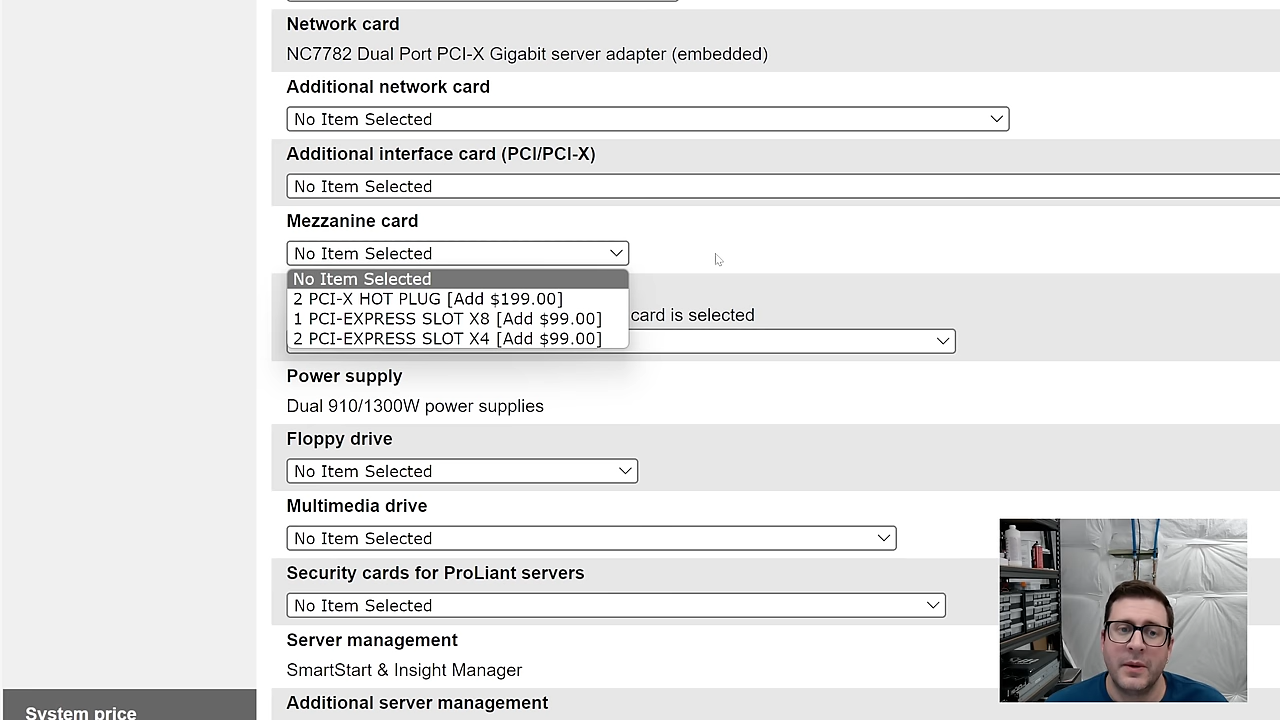 Network card
NC7782 Dual Port PCI-X Gigabit server adapter (embedded)
Additional network card
No Item Selected
Additional interface card (PCI/PCI-X)
No Item Selected
Mezzanine card
No Item Selected
No Item Selected
2 PCI-X HOT PLUG [Add $199.00]
1 PCI-EXPRESS SLOT X8 [Add $99.00]
card is selected
2 PCI-EXPRESS SLOT X4 [Add $99.00]
Power supply
Dual 910/1300W power supplies
Floppy drive
No Item Selected
Multimedia drive
No Item Selected
Security cards for ProLiant servers
No Item Selected
Server management
SmartStart & Insight Manager
Additional server management
System price